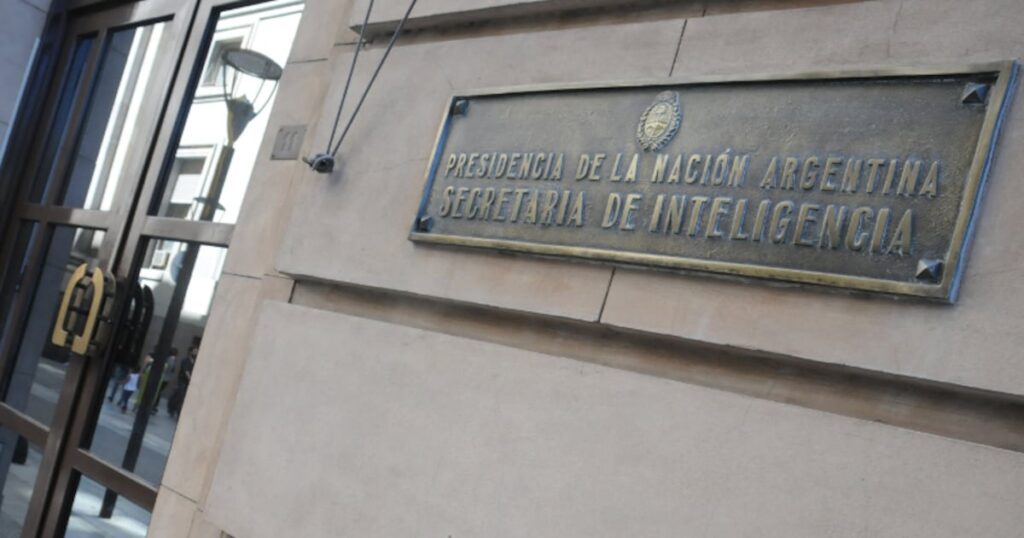 PRESIDENCIA DE LA NACIÓN ARGENTINA
SECRETARIA DE INTELIGENCIA